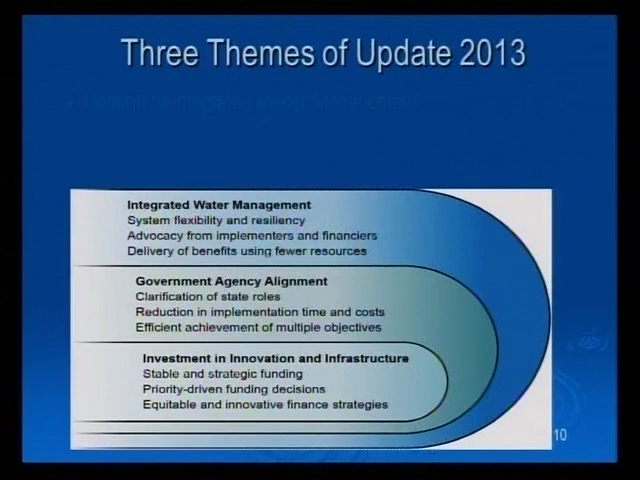 Three Themes of Update 2013
Integrated Water Management
System flexibility and resiliency
Advocacy from implementers and financiers
Delivery of benefits using fewer resources
Government Agency Alignment
Clarification of state roles
Reduction in implementation time and costs
Efficient achievement of multiple objectives
Investment in Innovation and Infrastructure
Stable and strategic funding
Priority-driven funding decisions
Equitable and innovative finance strategies
10